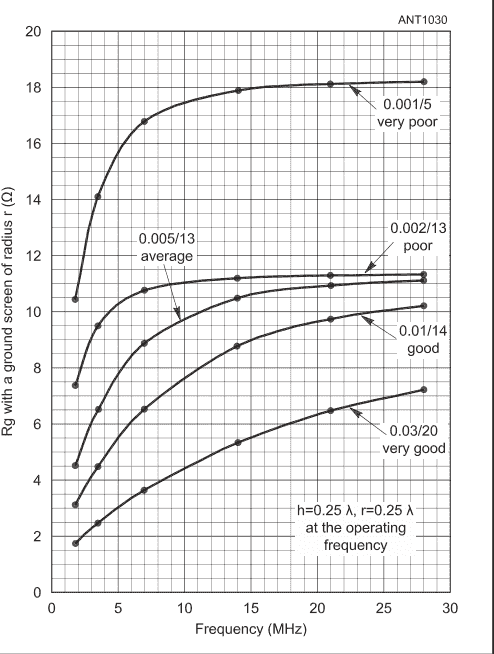 ANT1030
Rg with a ground screen of radius r (Ω)
20
18
16
14
12
10
8
6
4
2
0
0.001/5
very poor
0.002/13
poor
0.005/13
average
0.01/14
good
0.03/20
very good
h=0.25 λ, r=0.25 λ
at the operating
frequency
0 5 10 15 20 25 30
Frequency (MHz)